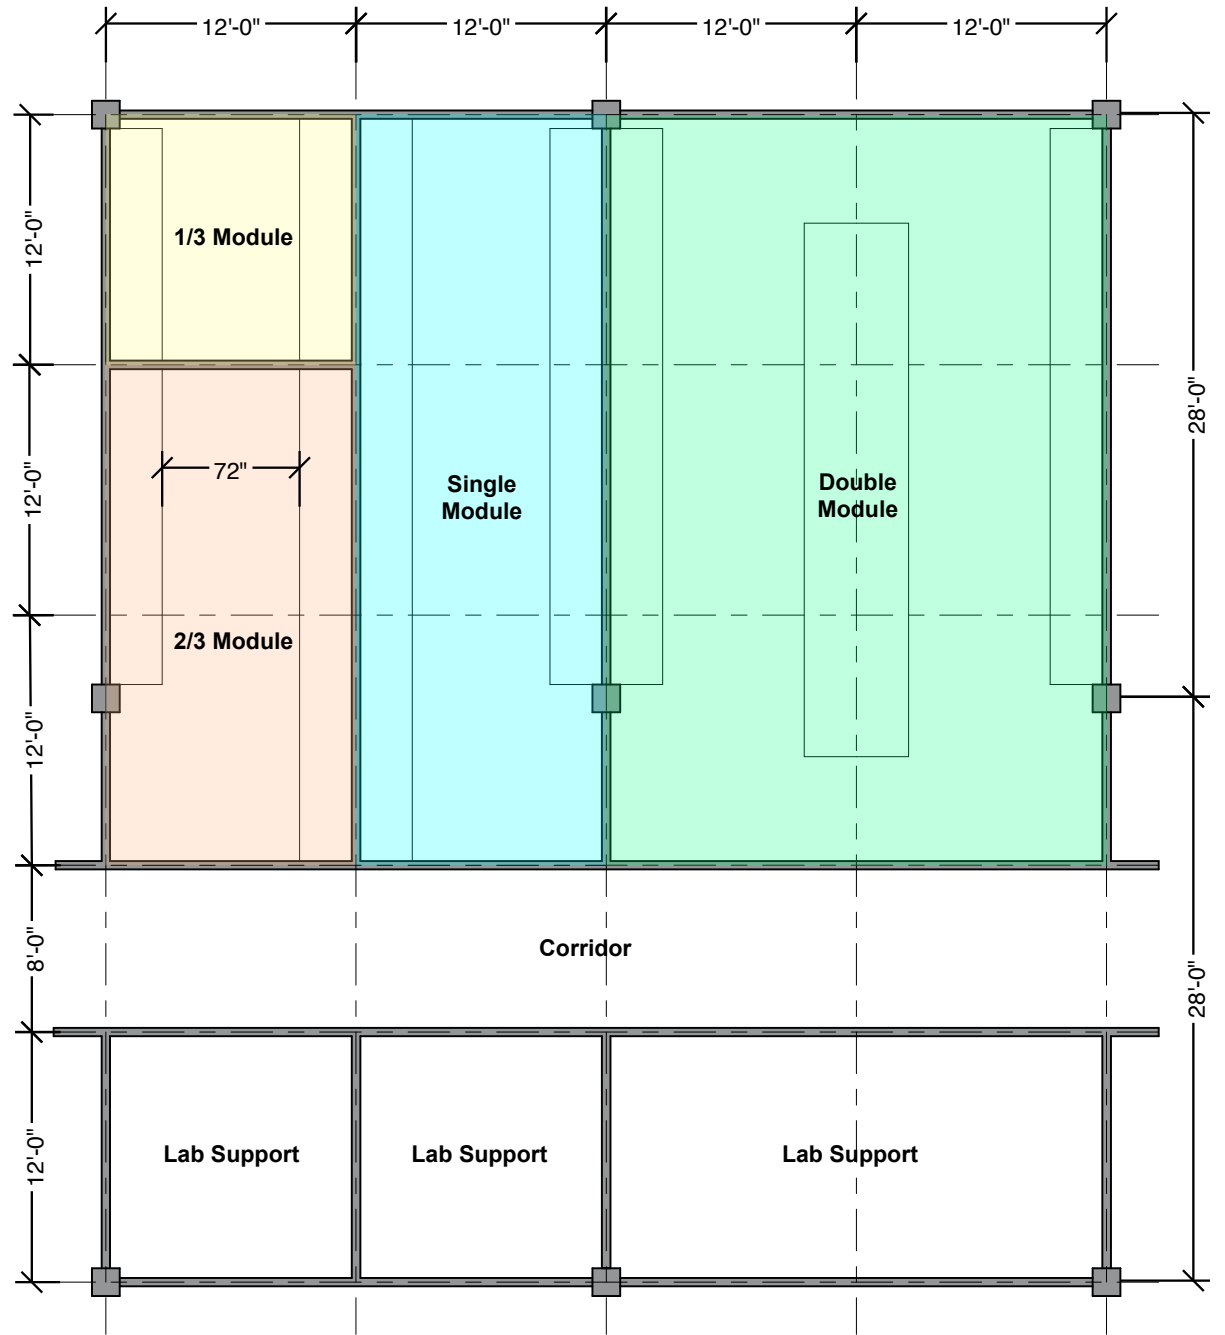 12'-0" 12'-0" 12'-0" 12'-0"
12'-0"
1/3 Module
28'-0"
72"
12'-0"
Single
Module
Double
Module
2/3 Module
12'-0"
Corridor
8'-0"
28'-0"
12'-0"
Lab Support Lab Support Lab Support